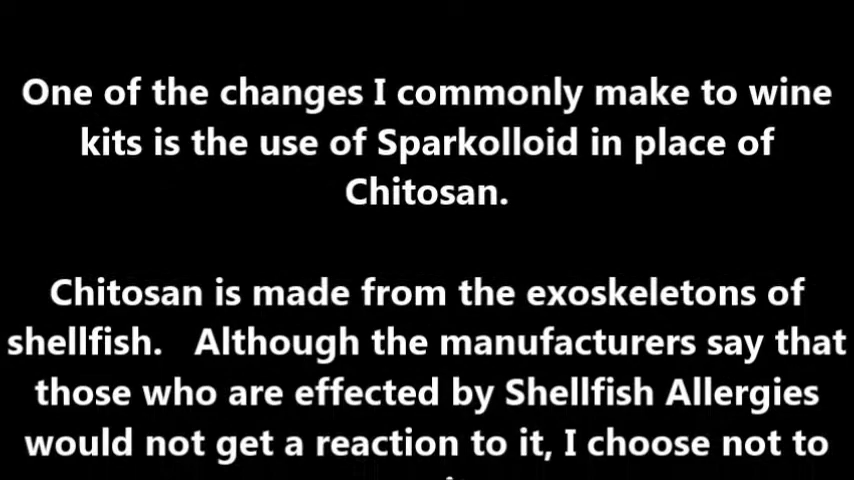 One of the changes I commonly make to wine
kits is the use of Sparkolloid in place of
Chitosan.
Chitosan is made from the exoskeletons of
shellfish.   Although the manufacturers say that
those who are effected by Shellfish Allergies
would not get a reaction to it, I choose not to